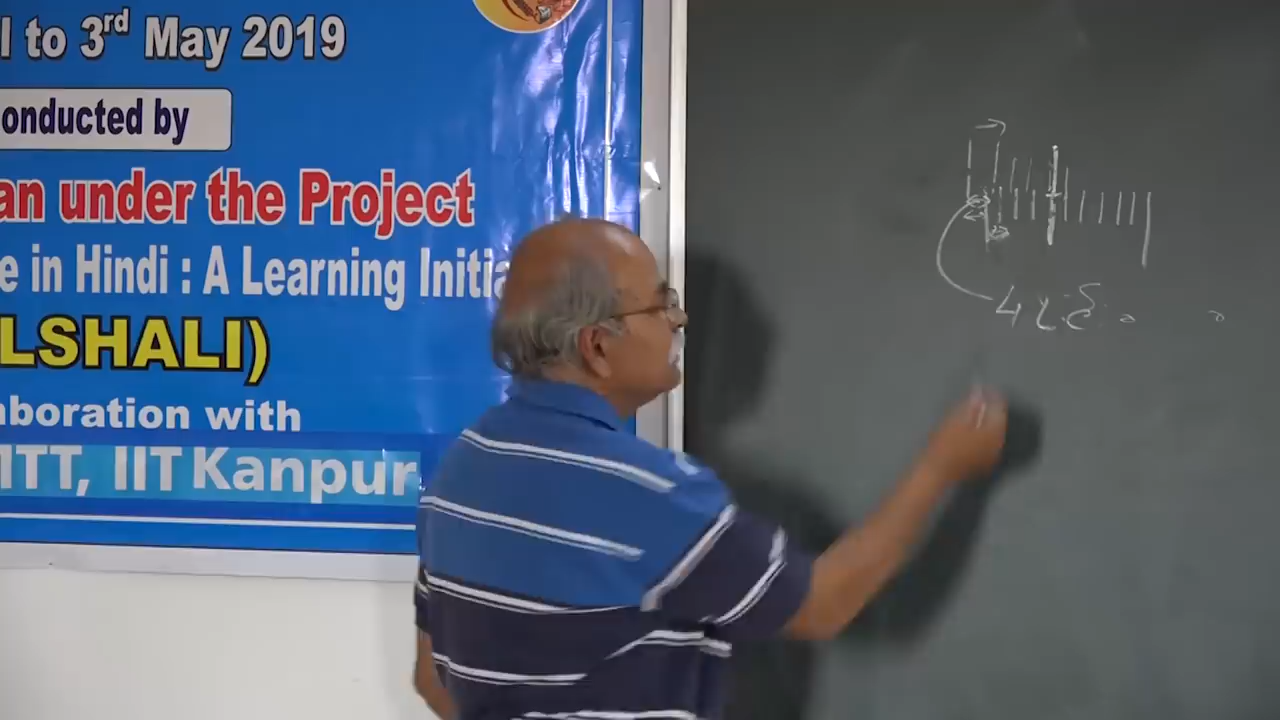 l to 3rd May 2019
onducted by
an under the Project
e in Hindi : A Learning Initia
LSHALI)
aboration with
ITT, IIT Kanpur